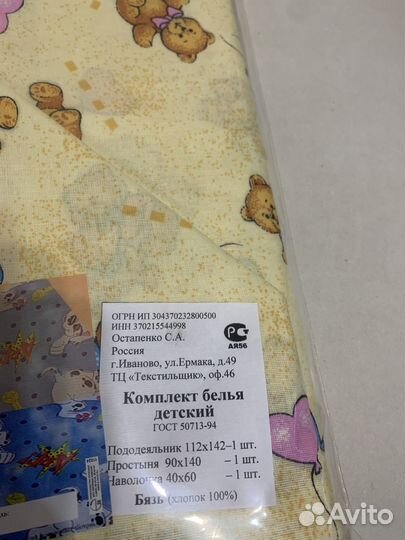 ОГРН ИП 304370232800500
ИНН 370215544998
Остапенко С.А.
Россия
г.Иваново, ул.Ермака, д.49
ТЦ «Текстильщик», оф.46
РС
АЯ56
Комплект белья
детский
ГОСТ 50713-94
Пододеяльник 112х142–1 шт.
Простыня 90х140 – 1 шт.
Наволочка 40х60 – 1 шт.
Бязь (хлопок 100%)
Avito